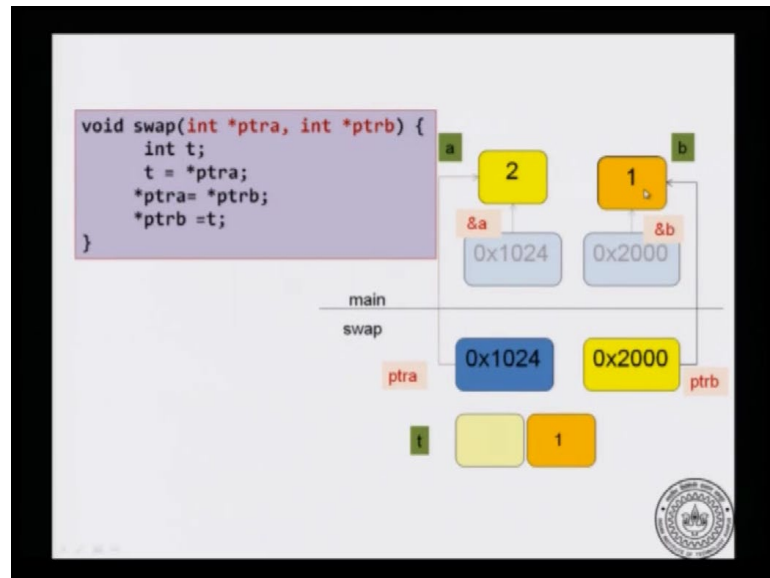 void swap(int *ptra, int *ptrb) {
int t;
t = *ptra;
*ptra= *ptrb;
*ptrb =t;
}
a
b
2
1
&a
&b
0x1024
0x2000
main
swap
0x1024
0x2000
ptra
ptrb
t
1